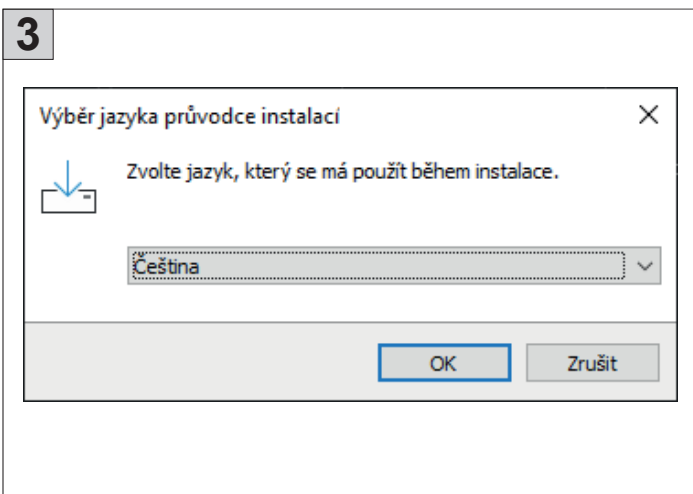 3
Výběr jazyka průvodce instalací
Zvolte jazyk, který se má použít během instalace.
Čeština
OK
Zrušit